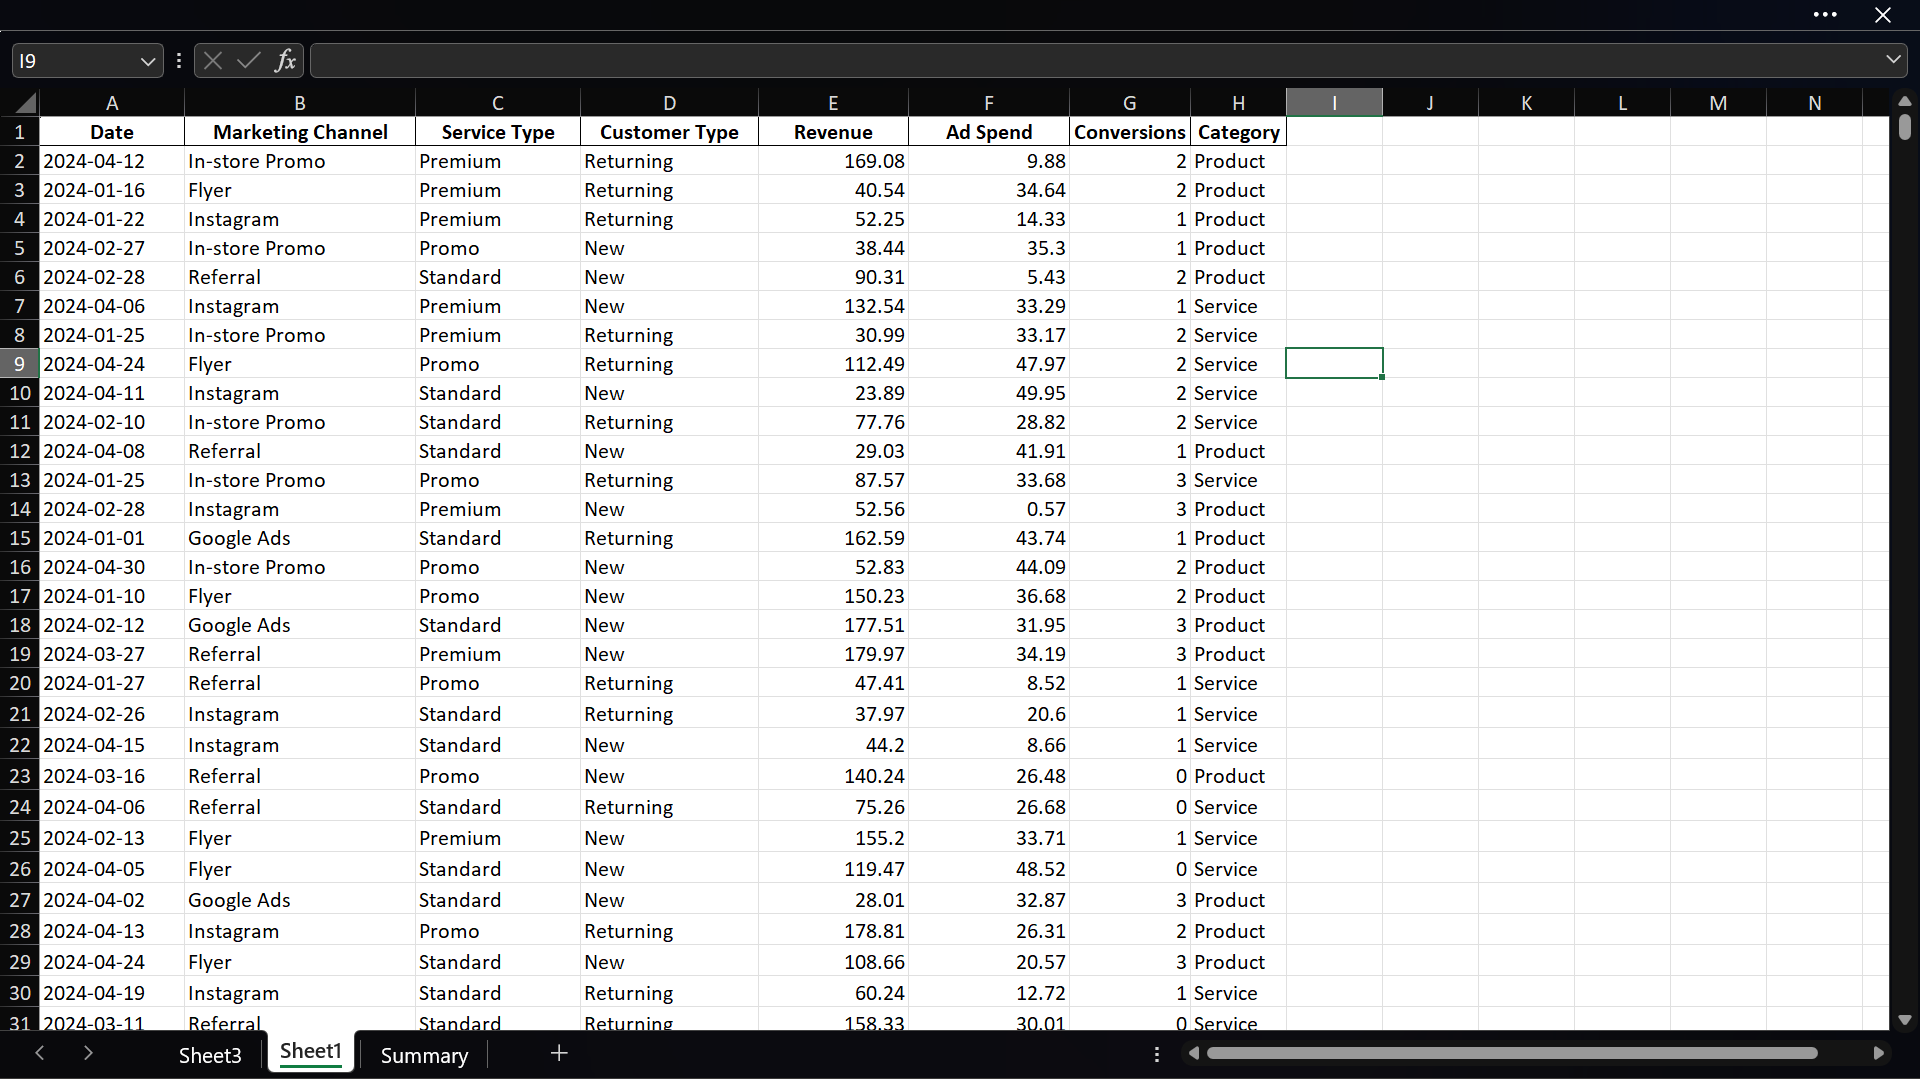 I9
fx
A B C D E F G H I J K L M N
1 Date Marketing Channel Service Type Customer Type Revenue Ad Spend Conversions Category
2 2024-04-12 In-store Promo Premium Returning 169.08 9.88 2 Product
3 2024-01-16 Flyer Premium Returning 40.54 34.64 2 Product
4 2024-01-22 Instagram Premium Returning 52.25 14.33 1 Product
5 2024-02-27 In-store Promo Promo New 38.44 35.3 1 Product
6 2024-02-28 Referral Standard New 90.31 5.43 2 Product
7 2024-04-06 Instagram Premium New 132.54 33.29 1 Service
8 2024-01-25 In-store Promo Premium Returning 30.99 33.17 2 Service
9 2024-04-24 Flyer Promo Returning 112.49 47.97 2 Service
10 2024-04-11 Instagram Standard New 23.89 49.95 2 Service
11 2024-02-10 In-store Promo Standard Returning 77.76 28.82 2 Service
12 2024-04-08 Referral Standard New 29.03 41.91 1 Product
13 2024-01-25 In-store Promo Promo Returning 87.57 33.68 3 Service
14 2024-02-28 Instagram Premium New 52.56 0.57 3 Product
15 2024-01-01 Google Ads Standard Returning 162.59 43.74 1 Product
16 2024-04-30 In-store Promo Promo New 52.83 44.09 2 Product
17 2024-01-10 Flyer Promo New 150.23 36.68 2 Product
18 2024-02-12 Google Ads Standard New 177.51 31.95 3 Product
19 2024-03-27 Referral Premium New 179.97 34.19 3 Product
20 2024-01-27 Referral Promo Returning 47.41 8.52 1 Service
21 2024-02-26 Instagram Standard Returning 37.97 20.6 1 Service
22 2024-04-15 Instagram Standard New 44.2 8.66 1 Service
23 2024-03-16 Referral Promo New 140.24 26.48 0 Product
24 2024-04-06 Referral Standard Returning 75.26 26.68 0 Service
25 2024-02-13 Flyer Premium New 155.2 33.71 1 Service
26 2024-04-05 Flyer Standard New 119.47 48.52 0 Service
27 2024-04-02 Google Ads Standard New 28.01 32.87 3 Product
28 2024-04-13 Instagram Promo Returning 178.81 26.31 2 Product
29 2024-04-24 Flyer Standard New 108.66 20.57 3 Product
30 2024-04-19 Instagram Standard Returning 60.24 12.72 1 Service
31 2024-03-11 Referral Standard Returning 158.33 30.01 0 Service
Sheet3 Sheet1 Summary